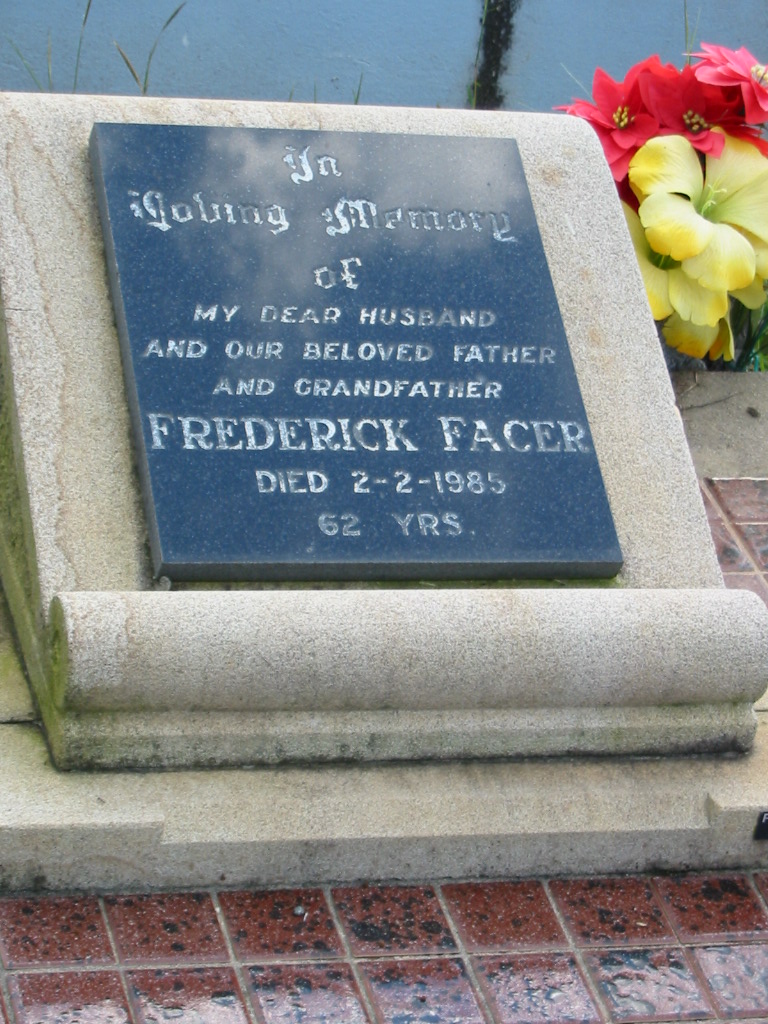 In
Loving Memory
of
MY DEAR HUSBAND
AND OUR BELOVED FATHER
AND GRANDFATHER
FREDERICK FACER
DIED 2-2-1985
62 YRS.